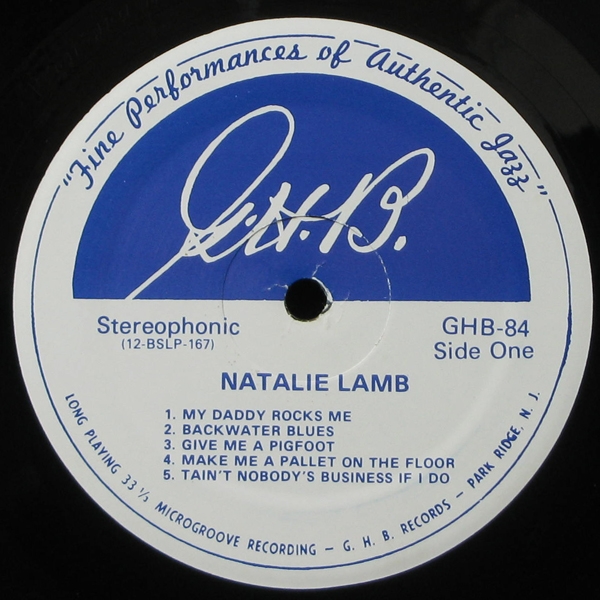 "Fine Performances of Authentic Jazz"
G.H.B.
Stereophonic
(12-BSLP-167)
GHB-84
Side One
NATALIE LAMB
1. MY DADDY ROCKS ME
2. BACKWATER BLUES
3. GIVE ME A PIGFOOT
4. MAKE ME A PALLET ON THE FLOOR
5. TAIN'T NOBODY'S BUSINESS IF I DO
LONG PLAYING 33 1/3 MICROGROOVE RECORDING — G. H. B. RECORDS — PARK RIDGE, N. J.